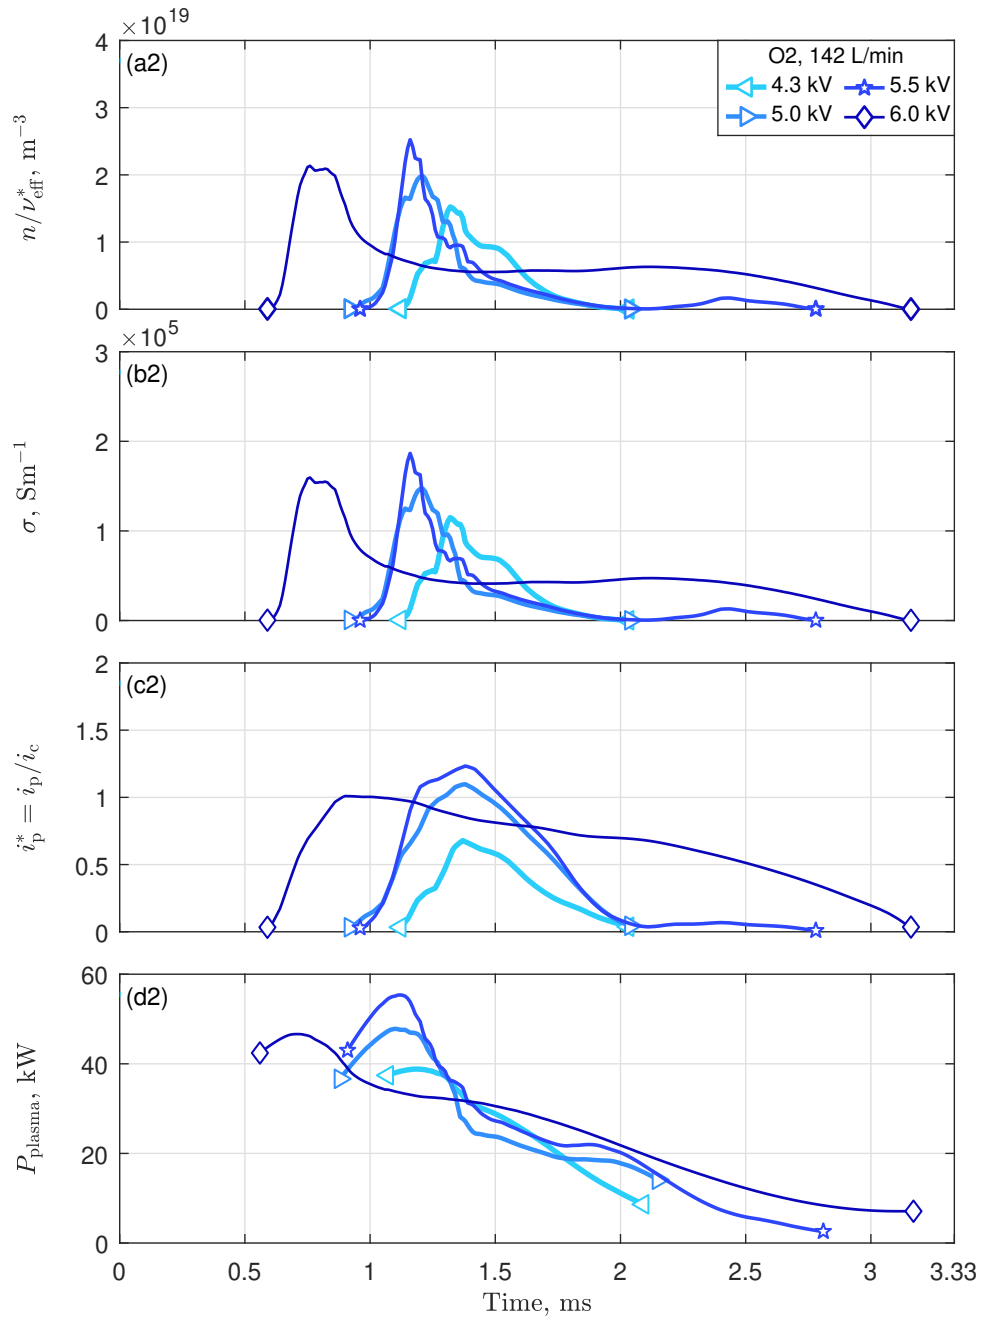 ×10^19
(a2)
O2, 142 L/min
4.3 kV 5.5 kV
5.0 kV 6.0 kV
4
3
2
1
0
n/ν*_eff, m^−3
×10^5
(b2)
3
2
1
0
σ, Sm^−1
(c2)
2
1.5
1
0.5
0
i*_p = i_p/i_c
(d2)
60
40
20
0
P_plasma, kW
0 0.5 1 1.5 2 2.5 3 3.33
Time, ms